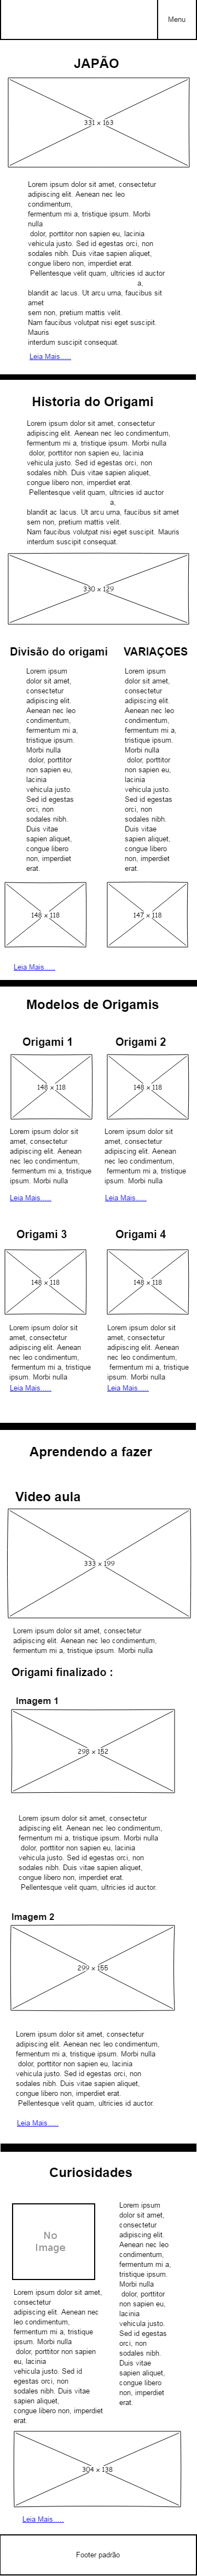 Menu
JAPÃO
331 x 163
Lorem ipsum dolor sit amet, consectetur
adipiscing elit. Aenean nec leo
condimentum,
fermentum mi a, tristique ipsum. Morbi
nulla
dolor, porttitor non sapien eu, lacinia
vehicula justo. Sed id egestas orci, non
sodales nibh. Duis vitae sapien aliquet,
congue libero non, imperdiet erat.
Pellentesque velit quam, ultricies id auctor
a,
blandit ac lacus. Ut arcu urna, faucibus sit
amet
sem non, pretium mattis velit.
Nam faucibus volutpat nisi eget suscipit.
Mauris
interdum suscipit consequat.
Leia Mais.....
Historia do Origami
Lorem ipsum dolor sit amet, consectetur
adipiscing elit. Aenean nec leo condimentum,
fermentum mi a, tristique ipsum. Morbi nulla
dolor, porttitor non sapien eu, lacinia
vehicula justo. Sed id egestas orci, non
sodales nibh. Duis vitae sapien aliquet,
congue libero non, imperdiet erat.
Pellentesque velit quam, ultricies id auctor
a,
blandit ac lacus. Ut arcu urna, faucibus sit amet
sem non, pretium mattis velit.
Nam faucibus volutpat nisi eget suscipit. Mauris
interdum suscipit consequat.
330 x 129
Divisão do origami
Lorem ipsum
dolor sit amet,
consectetur
adipiscing elit.
Aenean nec leo
condimentum,
fermentum mi a,
tristique ipsum.
Morbi nulla
dolor, porttitor
non sapien eu,
lacinia
vehicula justo.
Sed id egestas
orci, non
sodales nibh.
Duis vitae
sapien aliquet,
congue libero
non, imperdiet
erat.
148 x 118
VARIAÇOES
Lorem ipsum
dolor sit amet,
consectetur
adipiscing elit.
Aenean nec leo
condimentum,
fermentum mi a,
tristique ipsum.
Morbi nulla
dolor, porttitor
non sapien eu,
lacinia
vehicula justo.
Sed id egestas
orci, non
sodales nibh.
Duis vitae
sapien aliquet,
congue libero
non, imperdiet
erat.
147 x 118
Leia Mais.....
Modelos de Origamis
Origami 1
148 x 118
Lorem ipsum dolor sit
amet, consectetur
adipiscing elit. Aenean
nec leo condimentum,
fermentum mi a, tristique
ipsum. Morbi nulla
Leia Mais.....
Origami 2
148 x 118
Lorem ipsum dolor sit
amet, consectetur
adipiscing elit. Aenean
nec leo condimentum,
fermentum mi a, tristique
ipsum. Morbi nulla
Leia Mais.....
Origami 3
148 x 118
Lorem ipsum dolor sit
amet, consectetur
adipiscing elit. Aenean
nec leo condimentum,
fermentum mi a, tristique
ipsum. Morbi nulla
Leia Mais.....
Origami 4
148 x 118
Lorem ipsum dolor sit
amet, consectetur
adipiscing elit. Aenean
nec leo condimentum,
fermentum mi a, tristique
ipsum. Morbi nulla
Leia Mais.....
Aprendendo a fazer
Video aula
333 x 199
Lorem ipsum dolor sit amet, consectetur
adipiscing elit. Aenean nec leo condimentum,
fermentum mi a, tristique ipsum. Morbi nulla
Origami finalizado :
Imagem 1
298 x 152
Lorem ipsum dolor sit amet, consectetur
adipiscing elit. Aenean nec leo condimentum,
fermentum mi a, tristique ipsum. Morbi nulla
dolor, porttitor non sapien eu, lacinia
vehicula justo. Sed id egestas orci, non
sodales nibh. Duis vitae sapien aliquet,
congue libero non, imperdiet erat.
Pellentesque velit quam, ultricies id auctor.
Imagem 2
299 x 155
Lorem ipsum dolor sit amet, consectetur
adipiscing elit. Aenean nec leo condimentum,
fermentum mi a, tristique ipsum. Morbi nulla
dolor, porttitor non sapien eu, lacinia
vehicula justo. Sed id egestas orci, non
sodales nibh. Duis vitae sapien aliquet,
congue libero non, imperdiet erat.
Pellentesque velit quam, ultricies id auctor.
Leia Mais.....
Curiosidades
No
Image
Lorem ipsum dolor sit amet,
consectetur
adipiscing elit. Aenean nec
leo condimentum,
fermentum mi a, tristique
ipsum. Morbi nulla
dolor, porttitor non sapien
eu, lacinia
vehicula justo. Sed id
egestas orci, non
sodales nibh. Duis vitae
sapien aliquet,
congue libero non, imperdiet
erat.
Lorem ipsum
dolor sit amet,
consectetur
adipiscing elit.
Aenean nec leo
condimentum,
fermentum mi a,
tristique ipsum.
Morbi nulla
dolor, porttitor
non sapien eu,
lacinia
vehicula justo.
Sed id egestas
orci, non
sodales nibh.
Duis vitae
sapien aliquet,
congue libero
non, imperdiet
erat.
304 x 138
Leia Mais.....
Footer padrão